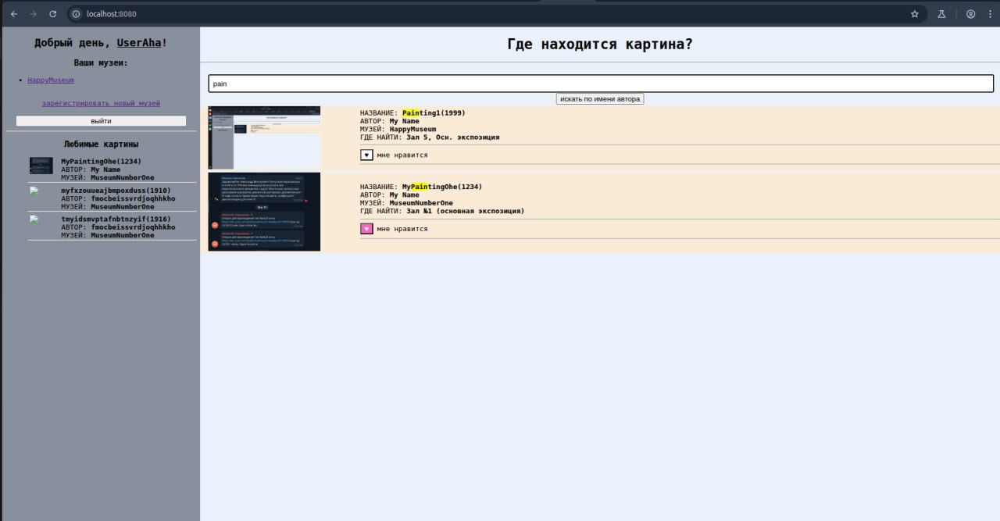 localhost:8080
Добрый день, UserAha!
Ваши музеи:
HappyMuseum
зарегистрировать новый музей
выйти
Любимые картины
MyPaintingOhe(1234)
АВТОР: My Name
МУЗЕЙ: MuseumNumberOne
myfxzoueuajbmpoxduss(1910)
АВТОР: fmocbeissvrdjoqhhkho
МУЗЕЙ: MuseumNumberOne
tmyidsmvptafnbtnzyif(1916)
АВТОР: fmocbeissvrdjoqhhkho
МУЗЕЙ: MuseumNumberOne
Где находится картина?
pain
искать по имени автора
НАЗВАНИЕ: Painting1(1999)
АВТОР: My Name
МУЗЕЙ: HappyMuseum
ГДЕ НАЙТИ: Зал 5, Осн. экспозиция
мне нравится
НАЗВАНИЕ: MyPaintingOhe(1234)
АВТОР: My Name
МУЗЕЙ: MuseumNumberOne
ГДЕ НАЙТИ: Зал №1 (основная экспозиция)
мне нравится